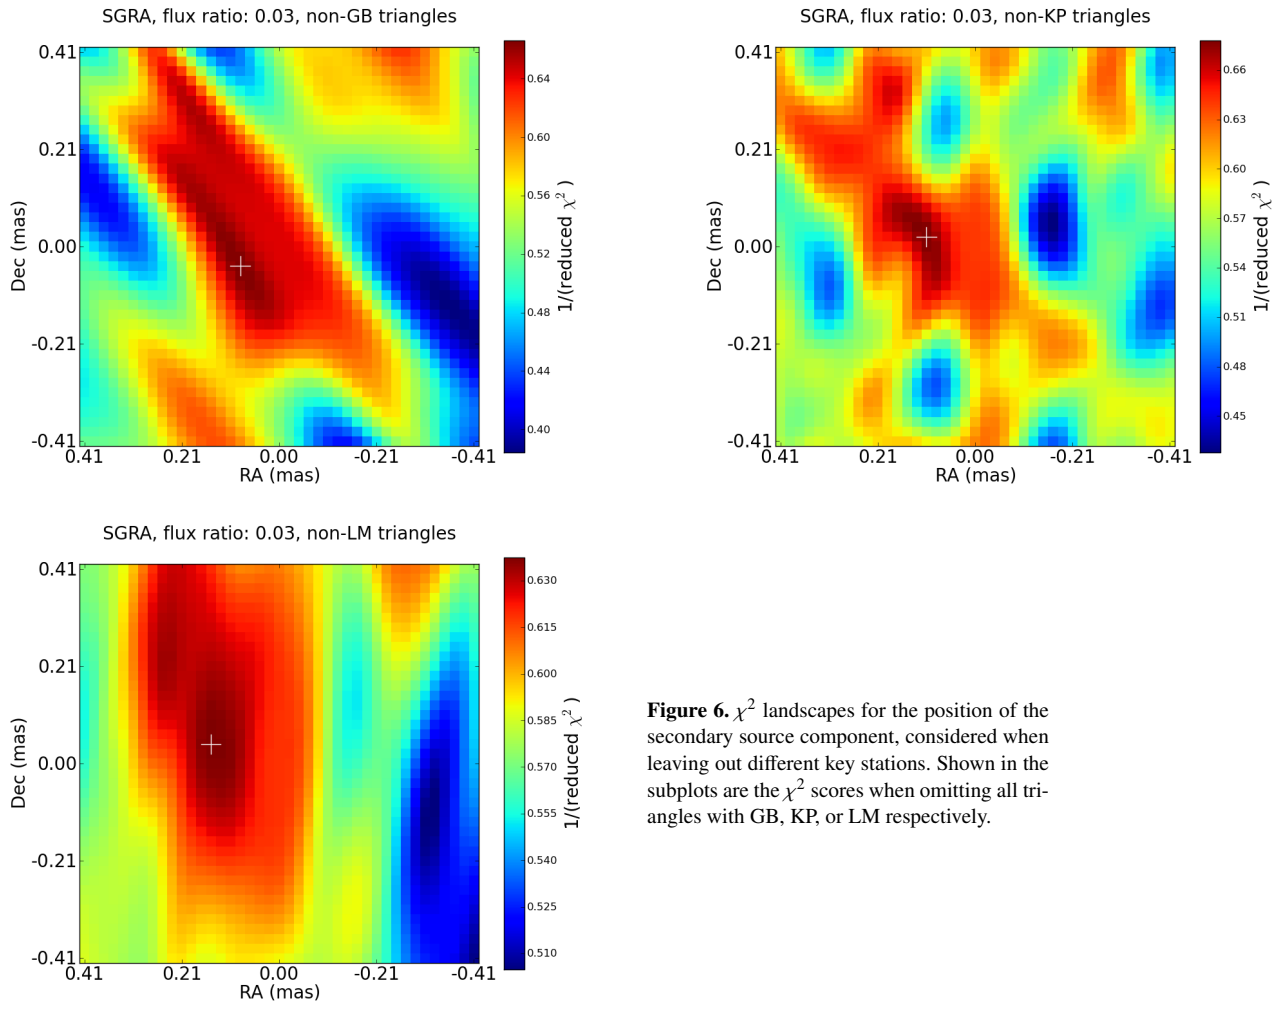 SGRA, flux ratio: 0.03, non-GB triangles
0.41
0.21
0.00
-0.21
-0.41
Dec (mas)
0.41 0.21 0.00 -0.21 -0.41
RA (mas)
0.64
0.60
0.56
0.52
0.48
0.44
0.40
1/(reduced χ² )
SGRA, flux ratio: 0.03, non-KP triangles
0.41
0.21
0.00
-0.21
-0.41
Dec (mas)
0.41 0.21 0.00 -0.21 -0.41
RA (mas)
0.66
0.63
0.60
0.57
0.54
0.51
0.48
0.45
1/(reduced χ² )
SGRA, flux ratio: 0.03, non-LM triangles
0.41
0.21
0.00
-0.21
-0.41
Dec (mas)
0.41 0.21 0.00 -0.21 -0.41
RA (mas)
0.630
0.615
0.600
0.585
0.570
0.555
0.540
0.525
0.510
1/(reduced χ² )
Figure 6. χ² landscapes for the position of the
secondary source component, considered when
leaving out different key stations. Shown in the
subplots are the χ² scores when omitting all tri-
angles with GB, KP, or LM respectively.